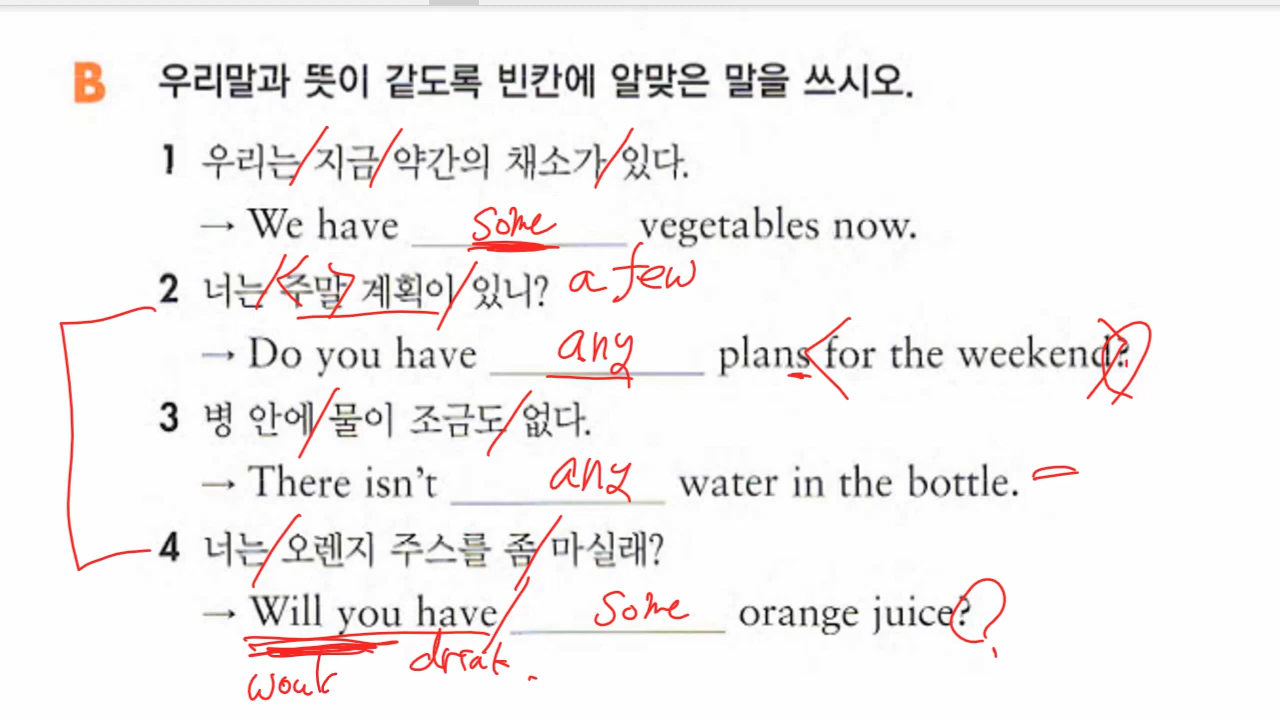 B 우리말과 뜻이 같도록 빈칸에 알맞은 말을 쓰시오.
1 우리는 지금 약간의 채소가 있다.
→ We have some vegetables now.
2 너는 주말 계획이 있니? a few
→ Do you have any plans for the weekend?
3 병 안에 물이 조금도 없다.
→ There isn't any water in the bottle.
4 너는 오렌지 주스를 좀 마실래?
→ Will you have some orange juice?